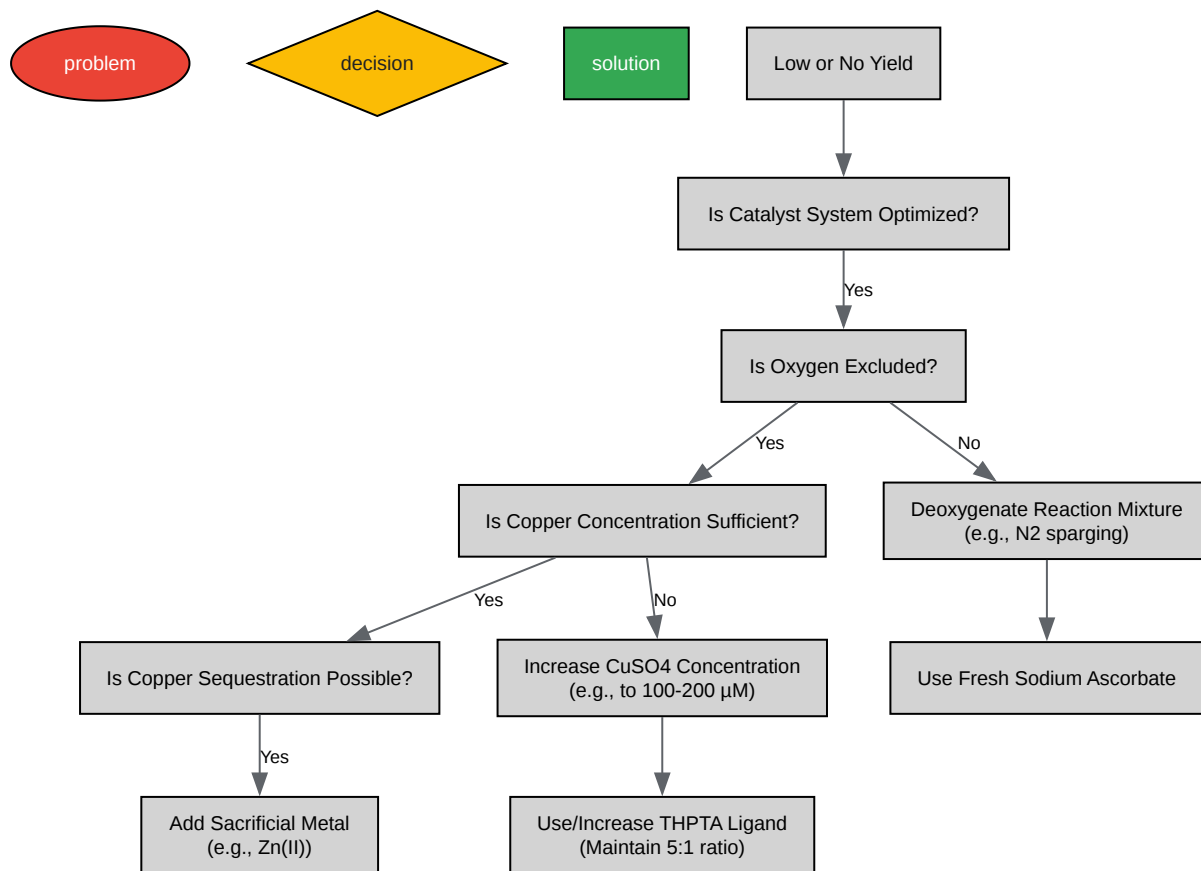 problem
decision
solution
Low or No Yield
Is Catalyst System Optimized?
Yes
Is Oxygen Excluded?
Yes
No
Is Copper Concentration Sufficient?
Deoxygenate Reaction Mixture
(e.g., N2 sparging)
Yes
No
Is Copper Sequestration Possible?
Increase CuSO4 Concentration
(e.g., to 100-200 µM)
Use Fresh Sodium Ascorbate
Yes
Add Sacrificial Metal
(e.g., Zn(II))
Use/Increase THPTA Ligand
(Maintain 5:1 ratio)